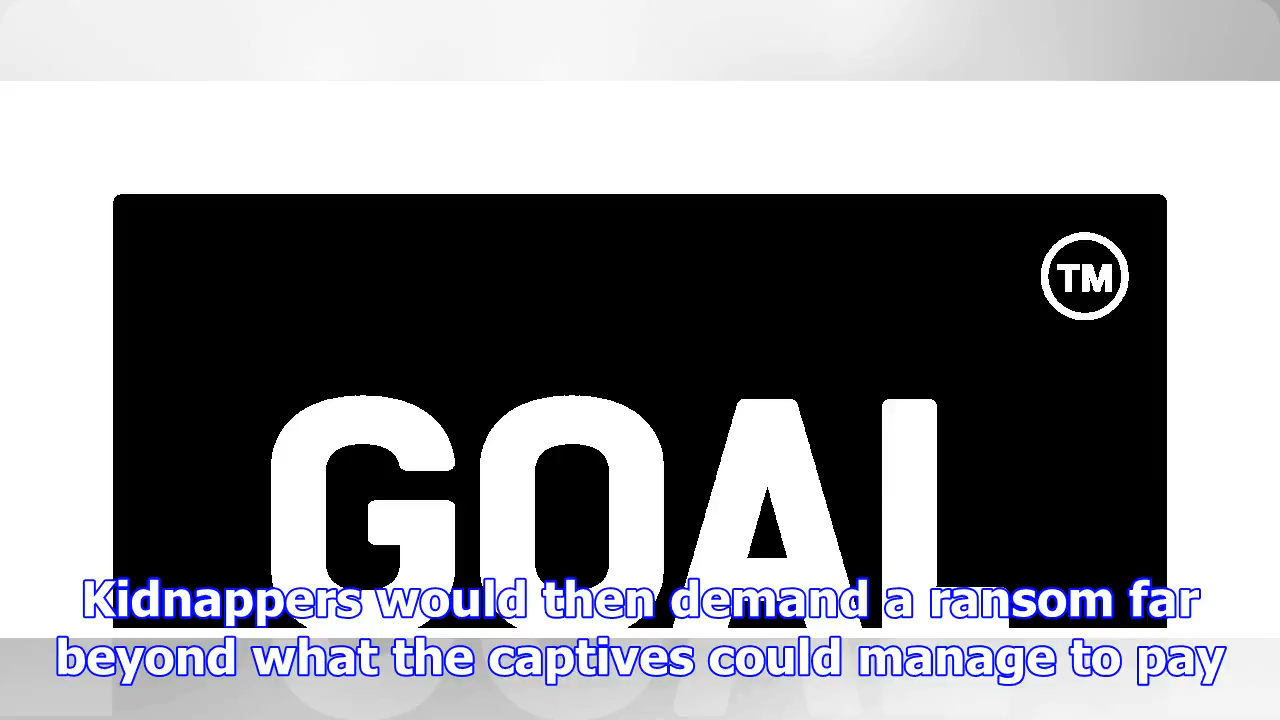 TM
GOAL
Kidnappers would then demand a ransom far
beyond what the captives could manage to pay